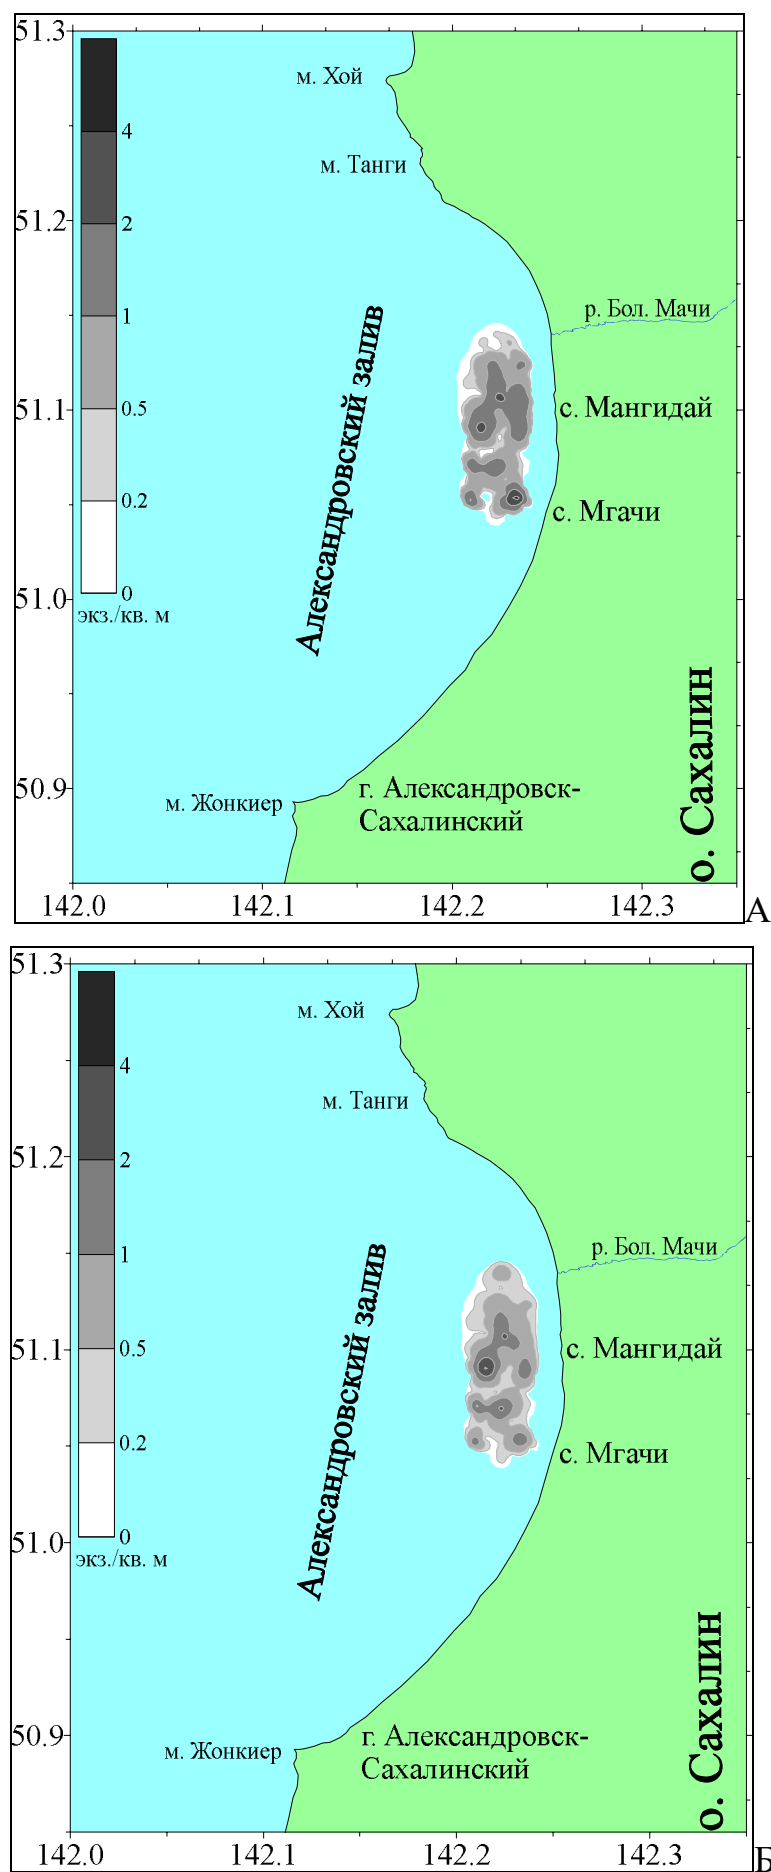 51.3
м. Хой
4
м. Танги
51.2
2
р. Бол. Мачи
1
Александровский залив
51.1
0.5
с. Мангидай
0.2
с. Мгачи
51.0
0
экз./кв. м
о. Сахалин
50.9
м. Жонкиер
г. Александровск-
Сахалинский
142.0
142.1
142.2
142.3
А
51.3
м. Хой
4
м. Танги
51.2
2
р. Бол. Мачи
1
Александровский залив
51.1
0.5
с. Мангидай
0.2
с. Мгачи
51.0
0
экз./кв. м
о. Сахалин
50.9
м. Жонкиер
г. Александровск-
Сахалинский
142.0
142.1
142.2
142.3
Б